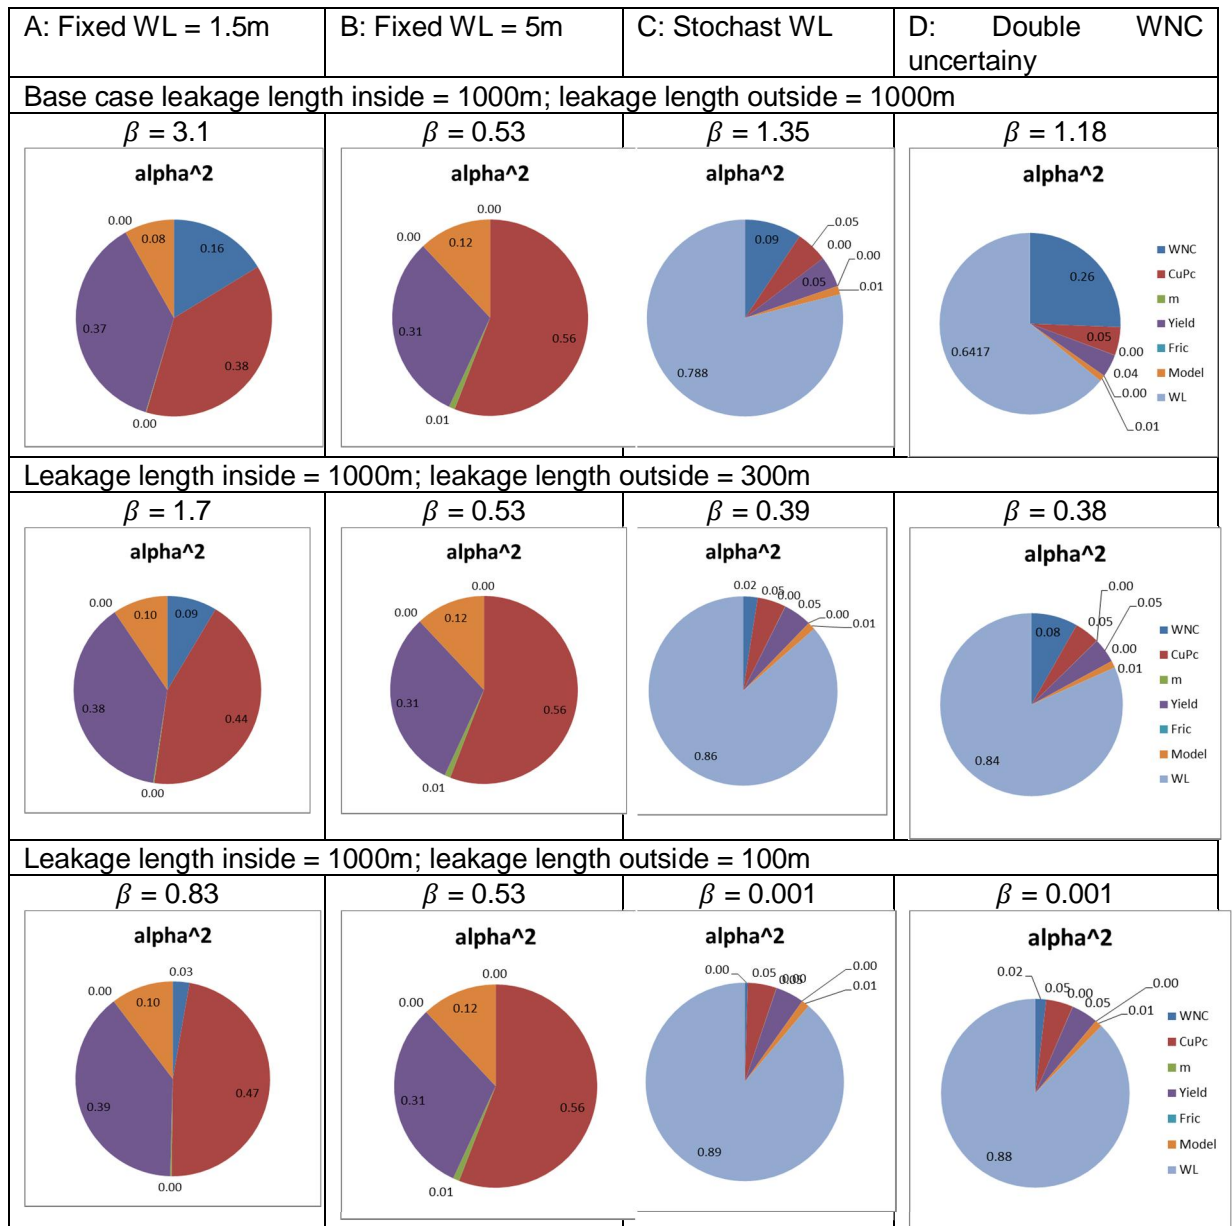 A: Fixed WL = 1.5m
B: Fixed WL = 5m
C: Stochast WL
D: Double WNC
uncertainy
Base case leakage length inside = 1000m; leakage length outside = 1000m
β = 3.1
alpha^2
0.00
0.08
0.16
0.37
0.38
0.00
β = 0.53
alpha^2
0.00
0.00
0.12
0.31
0.56
0.01
β = 1.35
alpha^2
0.09
0.05
0.00
0.05
0.00
0.01
0.788
β = 1.18
alpha^2
0.26
0.05
0.00
0.04
0.00
0.01
0.6417
WNC
CuPc
m
Yield
Fric
Model
WL
Leakage length inside = 1000m; leakage length outside = 300m
β = 1.7
alpha^2
0.00
0.10
0.09
0.38
0.44
0.00
β = 0.53
alpha^2
0.00
0.00
0.12
0.31
0.56
0.01
β = 0.39
alpha^2
0.02
0.05
0.00
0.05
0.00
0.01
0.86
β = 0.38
alpha^2
0.08
0.05
0.00
0.05
0.00
0.01
0.84
WNC
CuPc
m
Yield
Fric
Model
WL
Leakage length inside = 1000m; leakage length outside = 100m
β = 0.83
alpha^2
0.03
0.00
0.10
0.39
0.47
0.00
β = 0.53
alpha^2
0.00
0.00
0.12
0.31
0.56
0.01
β = 0.001
alpha^2
0.00
0.05
0.00
0.05
0.00
0.01
0.89
β = 0.001
alpha^2
0.02
0.05
0.00
0.05
0.00
0.01
0.88
WNC
CuPc
m
Yield
Fric
Model
WL